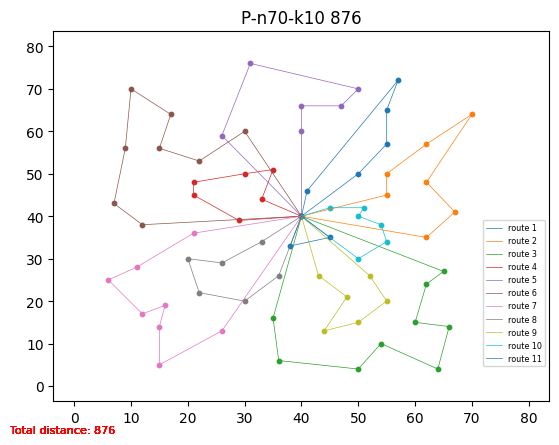 P-n70-k10 876
80
70
60
50
40
30
20
10
0
route 1
route 2
route 3
route 4
route 5
route 6
route 7
route 8
route 9
route 10
route 11
0 10 20 30 40 50 60 70 80
Total distance: 876